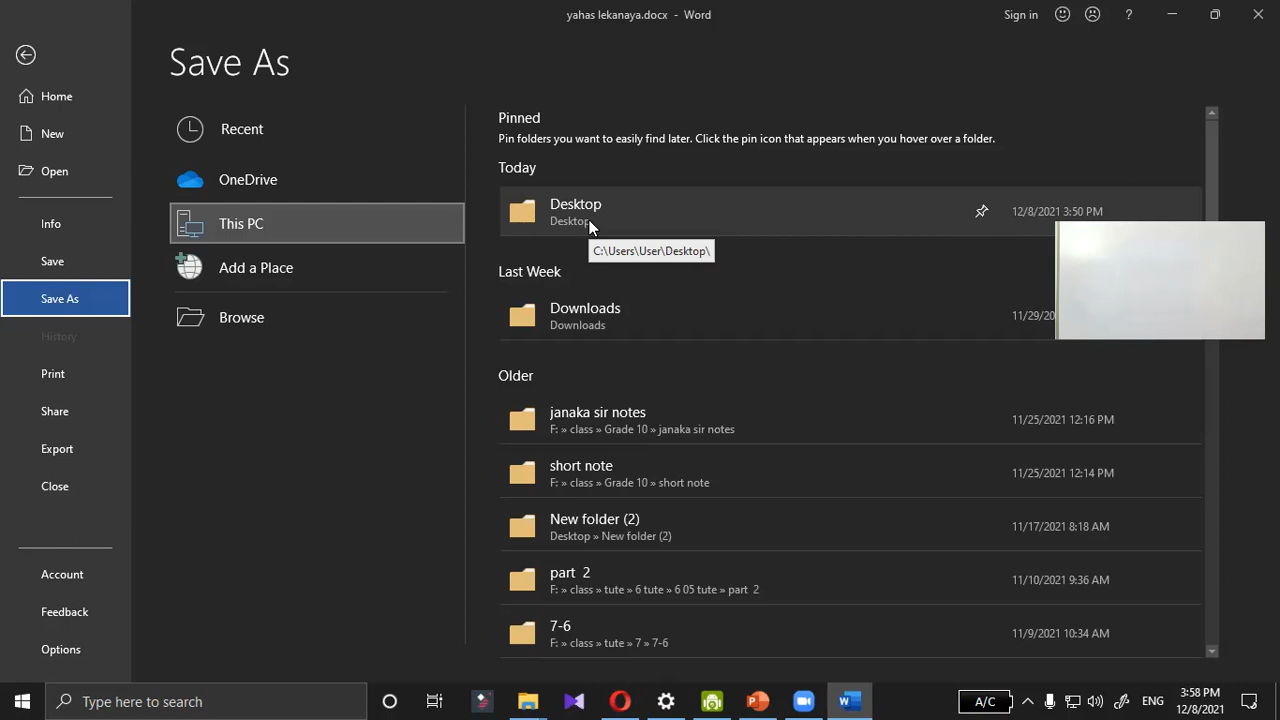 yahas lekanaya.docx - Word
Sign in
?
Save As
Home
New
Open
Info
Save
Save As
History
Print
Share
Export
Close
Account
Feedback
Options
Recent
OneDrive
This PC
Add a Place
Browse
Pinned
Pin folders you want to easily find later. Click the pin icon that appears when you hover over a folder.
Today
Desktop
Desktop
12/8/2021 3:50 PM
C:\Users\User\Desktop\
Last Week
Downloads
Downloads
11/29/20
Older
janaka sir notes
F: » class » Grade 10 » janaka sir notes
11/25/2021 12:16 PM
short note
F: » class » Grade 10 » short note
11/25/2021 12:14 PM
New folder (2)
Desktop » New folder (2)
11/17/2021 8:18 AM
part 2
F: » class » tute » 6 tute » 6 05 tute » part 2
11/10/2021 9:36 AM
7-6
F: » class » tute » 7 » 7-6
11/9/2021 10:34 AM
Type here to search
A/C
ENG
3:58 PM
12/8/2021